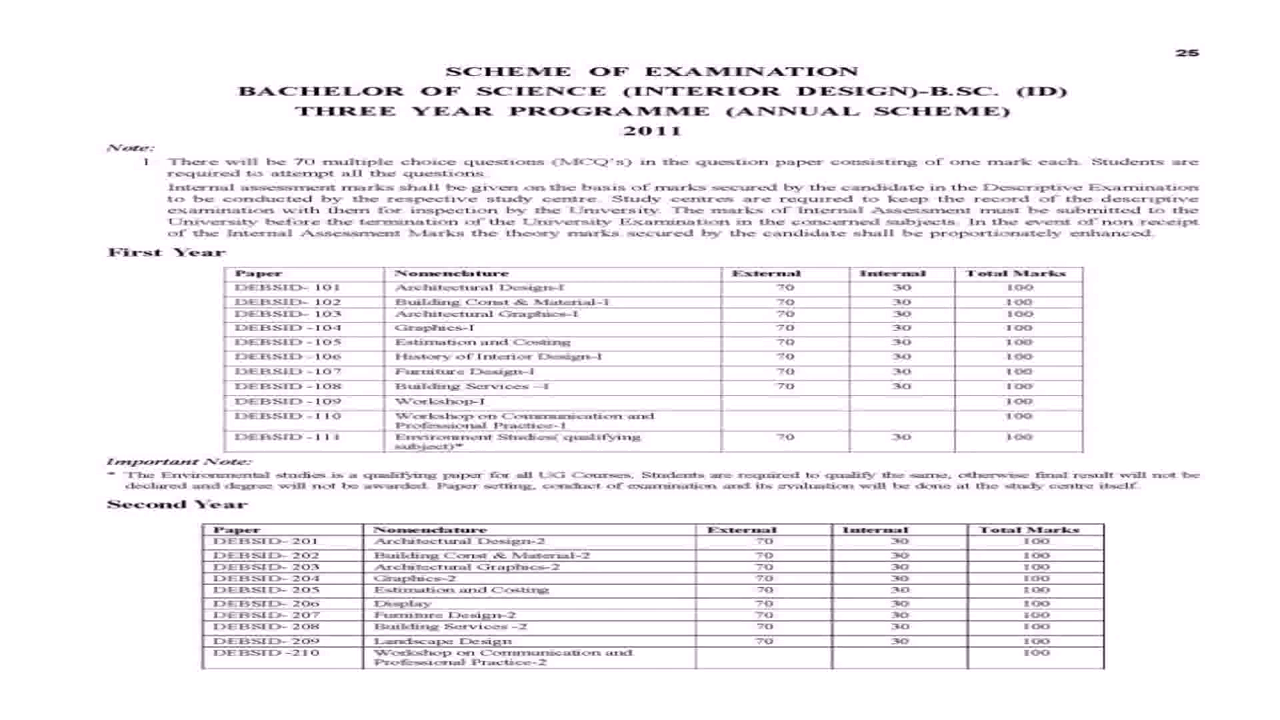 25
SCHEME OF EXAMINATION
BACHELOR OF SCIENCE (INTERIOR DESIGN)-B.SC. (ID)
THREE YEAR PROGRAMME (ANNUAL SCHEME)
2011
Note:
1 There will be 70 multiple choice questions (MCQ's) in the question paper consisting of one mark each. Students are
required to attempt all the questions.
Internal assessment marks shall be given on the basis of marks secured by the candidate in the Descriptive Examination
to be conducted by the respective study centre. Study centres are required to keep the record of the descriptive
examination with them for inspection by the University. The marks of Internal Assessment must be submitted to the
University before the termination of the University Examination in the concerned subjects. In the event of non receipt
of the Internal Assessment Marks the theory marks secured by the candidate shall be proportionately enhanced.
First Year
Paper Nomenclature External Internal Total Marks
DEBSID- 101 Architectural Design-I 70 30 100
DEBSID- 102 Building Const & Material-I 70 30 100
DEBSID- 103 Architectural Graphics-I 70 30 100
DEBSID -104 Graphics-I 70 30 100
DEBSID -105 Estimation and Costing 70 30 100
DEBSID -106 History of Interior Design-I 70 30 100
DEBSID -107 Furniture Design-I 70 30 100
DEBSID -108 Building Services -I 70 30 100
DEBSID -109 Workshop-I 100
DEBSID -110 Workshop on Communication and 100
Professional Practice-1
DEBSID -111 Environment Studies( qualifying 70 30 100
subject)*
Important Note:
* The Environmental studies is a qualifying paper for all UG Courses, Students are required to qualify the same, otherwise final result will not be
declared and degree will not be awarded. Paper setting, conduct of examination and its evaluation will be done at the study centre itself.
Second Year
Paper Nomenclature External Internal Total Marks
DEBSID- 201 Architectural Design-2 70 30 100
DEBSID- 202 Building Const & Material-2 70 30 100
DEBSID- 203 Architectural Graphics-2 70 30 100
DEBSID- 204 Graphics-2 70 30 100
DEBSID- 205 Estimation and Costing 70 30 100
DEBSID- 206 Display 70 30 100
DEBSID- 207 Furniture Design-2 70 30 100
DEBSID- 208 Building Services -2 70 30 100
DEBSID- 209 Landscape Design 70 30 100
DEBSID -210 Workshop on Communication and 100
Professional Practice-2